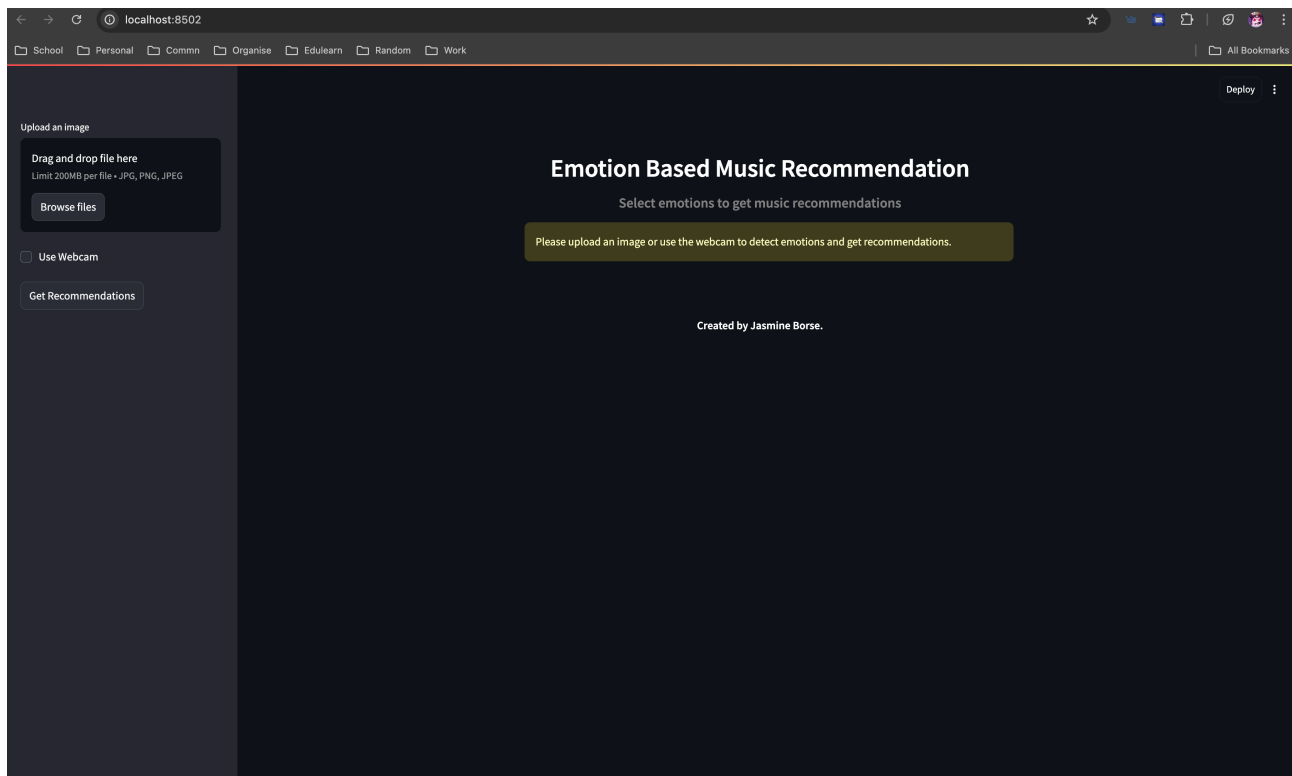 localhost:8502
School Personal Commn Organise Edulearn Random Work All Bookmarks
Deploy
Upload an image
Drag and drop file here
Limit 200MB per file • JPG, PNG, JPEG
Browse files
Use Webcam
Get Recommendations
Emotion Based Music Recommendation
Select emotions to get music recommendations
Please upload an image or use the webcam to detect emotions and get recommendations.
Created by Jasmine Borse.